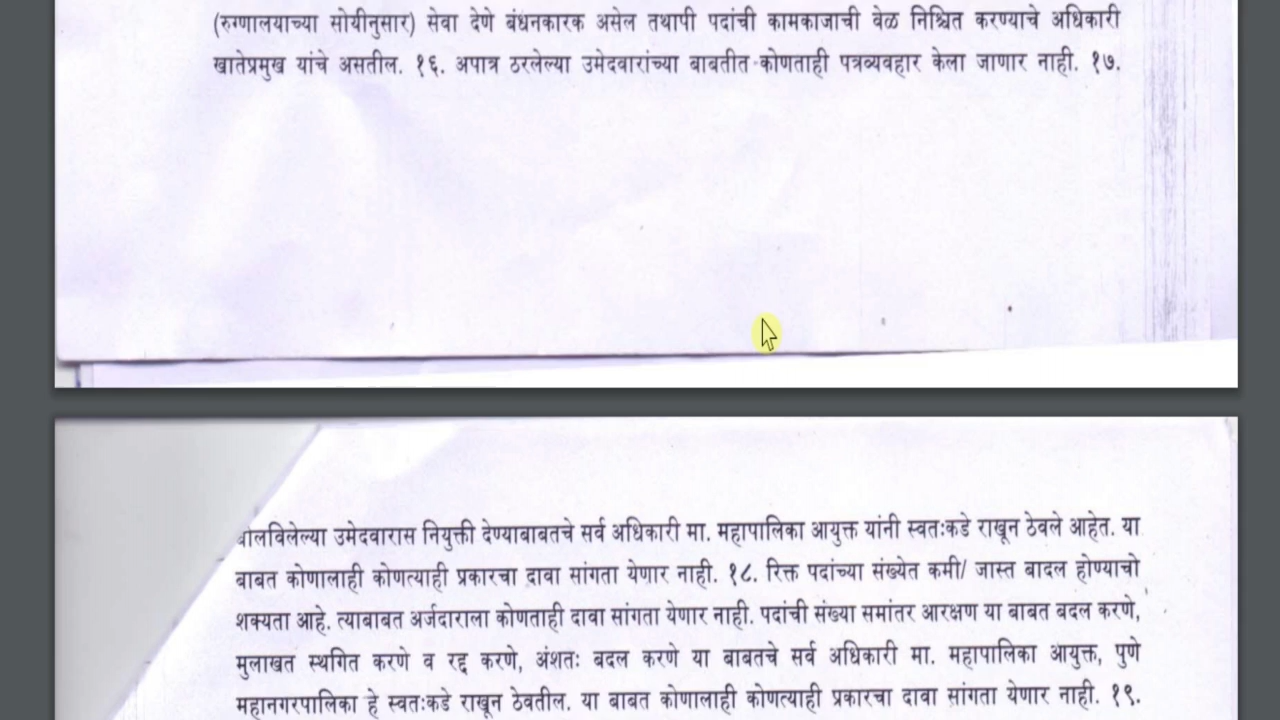 (रुग्णालयाच्या सोयीनुसार) सेवा देणे बंधनकारक असेल तथापी पदांची कामकाजाची वेळ निश्चित करण्याचे अधिकारी
खातेप्रमुख यांचे असतील. १६. अपात्र ठरलेल्या उमेदवारांच्या बाबतीत कोणताही पत्रव्यवहार केला जाणार नाही. १७.
बोलविलेल्या उमेदवारास नियुक्ती देण्याबाबतचे सर्व अधिकारी मा. महापालिका आयुक्त यांनी स्वतःकडे राखून ठेवले आहेत. या
बाबत कोणालाही कोणत्याही प्रकारचा दावा सांगता येणार नाही. १८. रिक्त पदांच्या संख्येत कमी/ जास्त बादल होण्याचो
शक्यता आहे. त्याबाबत अर्जदाराला कोणताही दावा सांगता येणार नाही. पदांची संख्या समांतर आरक्षण या बाबत बदल करणे,
मुलाखत स्थगित करणे व रद्द करणे, अंशतः बदल करणे या बाबतचे सर्व अधिकारी मा. महापालिका आयुक्त, पुणे
महानगरपालिका हे स्वतःकडे राखून ठेवतील. या बाबत कोणालाही कोणत्याही प्रकारचा दावा सांगता येणार नाही. १९.